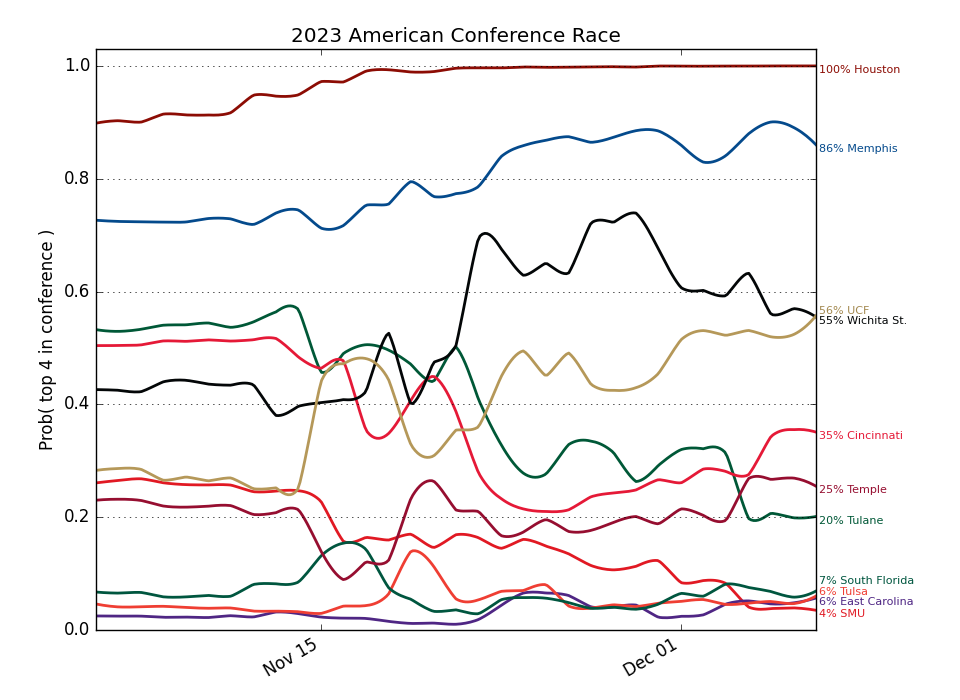 2023 American Conference Race
Prob( top 4 in conference )
1.0
0.8
0.6
0.4
0.2
0.0
Nov 15
Dec 01
100% Houston
86% Memphis
56% UCF
55% Wichita St.
35% Cincinnati
25% Temple
20% Tulane
7% South Florida
6% Tulsa
6% East Carolina
4% SMU